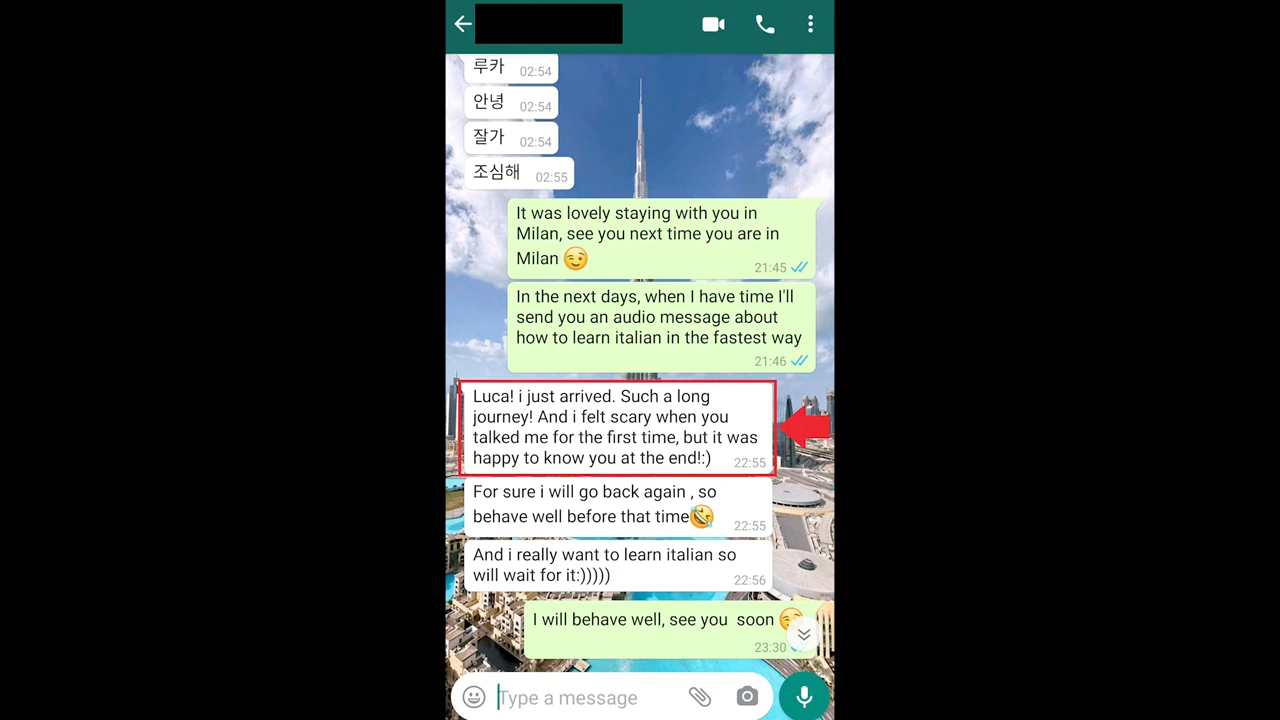 루카 02:54
안녕 02:54
잘가 02:54
조심해 02:55
It was lovely staying with you in
Milan, see you next time you are in
Milan 😉 21:45
In the next days, when I have time I'll
send you an audio message about
how to learn italian in the fastest way
21:46
Luca! i just arrived. Such a long
journey! And i felt scary when you
talked me for the first time, but it was
happy to know you at the end!:) 22:55
For sure i will go back again , so
behave well before that time🤣 22:55
And i really want to learn italian so
will wait for it:))))) 22:56
I will behave well, see you  soon 😏
23:30
Type a message